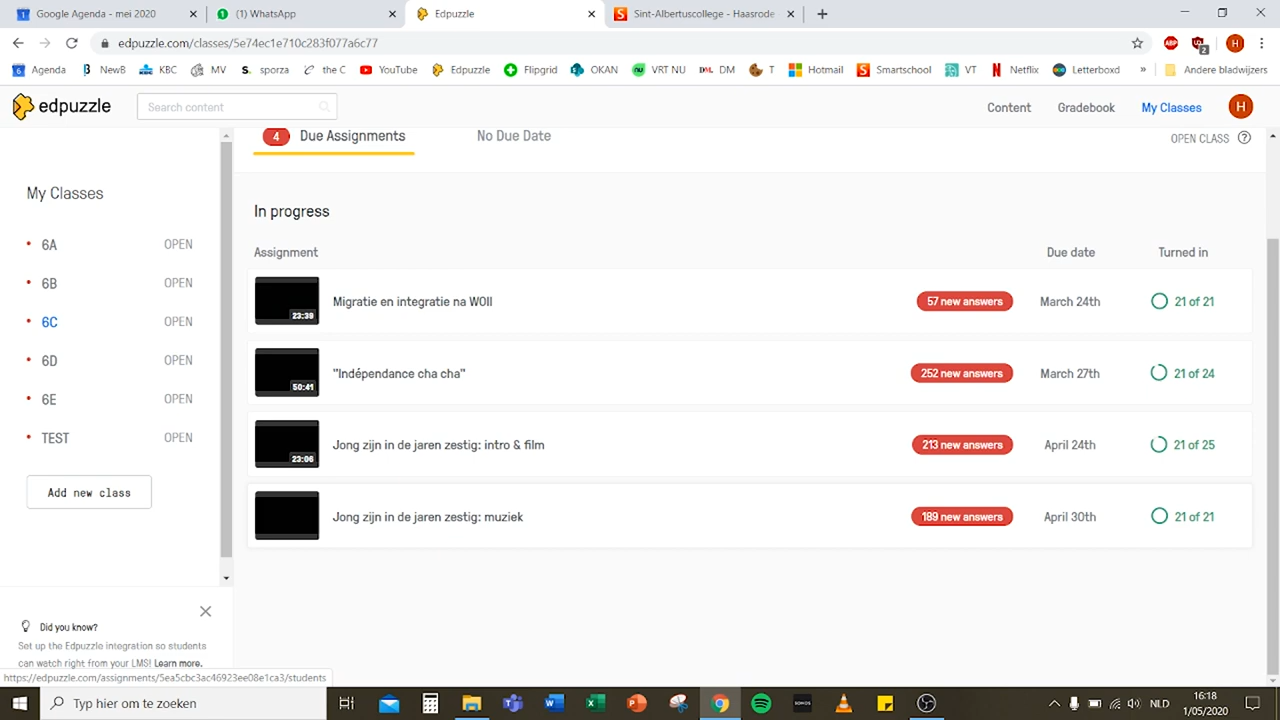 Google Agenda - mei 2020
(1) WhatsApp
Edpuzzle
Sint-Albertuscollege - Haasrode
edpuzzle.com/classes/5e74ec1e710c283f077a6c77
Agenda NewB KBC MV sporza the C YouTube Edpuzzle Flipgrid OKAN VRT NU DM T Hotmail Smartschool VT Netflix Letterboxd » Andere bladwijzers
edpuzzle
Search content
Content Gradebook My Classes H
4 Due Assignments
No Due Date
OPEN CLASS ?
My Classes
6A OPEN
6B OPEN
6C OPEN
6D OPEN
6E OPEN
TEST OPEN
Add new class
In progress
Assignment Due date Turned in
23:39 Migratie en integratie na WOII 57 new answers March 24th 21 of 21
50:41 "Indépendance cha cha" 252 new answers March 27th 21 of 24
23:06 Jong zijn in de jaren zestig: intro & film 213 new answers April 24th 21 of 25
Jong zijn in de jaren zestig: muziek 189 new answers April 30th 21 of 21
Did you know?
Set up the Edpuzzle integration so students
can watch right from your LMS! Learn more.
https://edpuzzle.com/assignments/5ea5cbc3ac46923ee08e1ca3/students
Typ hier om te zoeken
NLD
16:18
1/05/2020